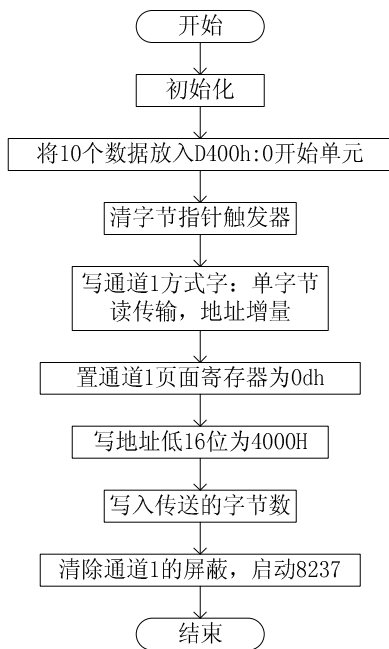 开始
初始化
将10个数据放入D400h:0开始单元
清字节指针触发器
写通道1方式字：单字节
读传输，地址增量
置通道1页面寄存器为0dh
写地址低16位为4000H
写入传送的字节数
清除通道1的屏蔽，启动8237
结束